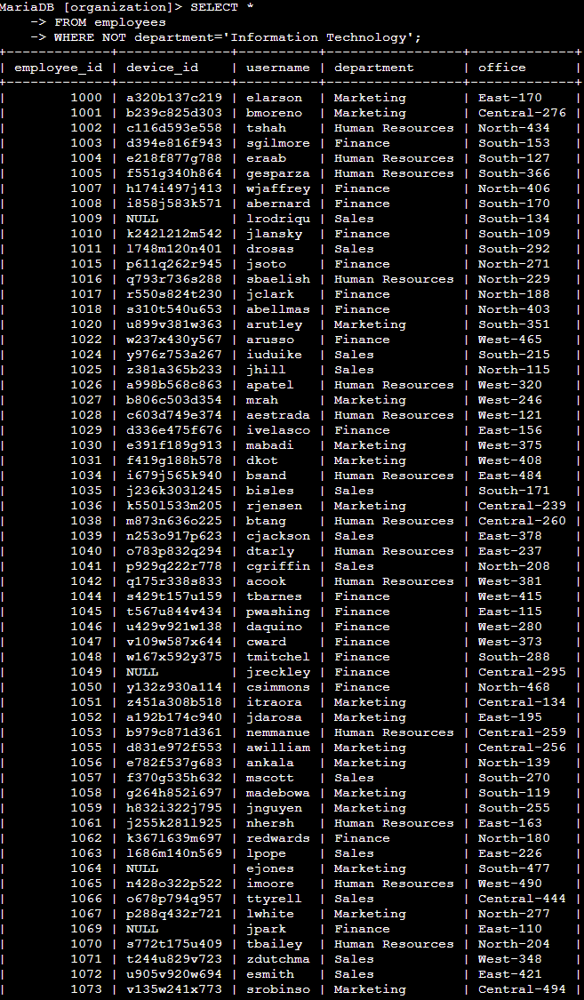 MariaDB [organization]> SELECT *
    -> FROM employees
    -> WHERE NOT department='Information Technology';
+-------------+--------------+----------+-----------------+-------------+
| employee_id | device_id    | username | department      | office      |
+-------------+--------------+----------+-----------------+-------------+
|        1000 | a320b137c219 | elarson  | Marketing       | East-170    |
|        1001 | b239c825d303 | bmoreno  | Marketing       | Central-276 |
|        1002 | c116d593e558 | tshah    | Human Resources | North-434   |
|        1003 | d394e816f943 | sgilmore | Finance         | South-153   |
|        1004 | e218f877g788 | eraab    | Human Resources | South-127   |
|        1005 | f551g340h864 | gesparza | Human Resources | South-366   |
|        1007 | h174i497j413 | wjaffrey | Finance         | North-406   |
|        1008 | i858j583k571 | abernard | Finance         | South-170   |
|        1009 | NULL         | lrodriqu | Sales           | South-134   |
|        1010 | k242l212m542 | jlansky  | Finance         | South-109   |
|        1011 | l748m120n401 | drosas   | Sales           | South-292   |
|        1015 | p611q262r945 | jsoto    | Finance         | North-271   |
|        1016 | q793r736s288 | sbaelish | Human Resources | North-229   |
|        1017 | r550s824t230 | jclark   | Finance         | North-188   |
|        1018 | s310t540u653 | abellmas | Finance         | North-403   |
|        1020 | u899v381w363 | arutley  | Marketing       | South-351   |
|        1022 | w237x430y567 | arusso   | Finance         | West-465    |
|        1024 | y976z753a267 | iuduike  | Sales           | South-215   |
|        1025 | z381a365b233 | jhill    | Sales           | North-115   |
|        1026 | a998b568c863 | apatel   | Human Resources | West-320    |
|        1027 | b806c503d354 | mrah     | Marketing       | West-246    |
|        1028 | c603d749e374 | aestrada | Human Resources | West-121    |
|        1029 | d336e475f676 | ivelasco | Finance         | East-156    |
|        1030 | e391f189g913 | mabadi   | Marketing       | West-375    |
|        1031 | f419g188h578 | dkot     | Marketing       | West-408    |
|        1034 | i679j565k940 | bsand    | Human Resources | East-484    |
|        1035 | j236k303l245 | bisles   | Sales           | South-171   |
|        1036 | k550l533m205 | rjensen  | Marketing       | Central-239 |
|        1038 | m873n636o225 | btang    | Human Resources | Central-260 |
|        1039 | n253o917p623 | cjackson | Sales           | East-378    |
|        1040 | o783p832q294 | dtarly   | Human Resources | East-237    |
|        1041 | p929q222r778 | cgriffin | Sales           | North-208   |
|        1042 | q175r338s833 | acook    | Human Resources | West-381    |
|        1044 | s429t157u159 | tbarnes  | Finance         | West-415    |
|        1045 | t567u844v434 | pwashing | Finance         | East-115    |
|        1046 | u429v921w138 | daquino  | Finance         | West-280    |
|        1047 | v109w587x644 | cward    | Finance         | West-373    |
|        1048 | w167x592y375 | tmitchel | Finance         | South-288   |
|        1049 | NULL         | jreckley | Finance         | Central-295 |
|        1050 | y132z930a114 | csimmons | Finance         | North-468   |
|        1051 | z451a308b518 | itraora  | Marketing       | Central-134 |
|        1052 | a192b174c940 | jdarosa  | Marketing       | East-195    |
|        1053 | b979c871d361 | nemmanue | Human Resources | Central-259 |
|        1055 | d831e972f553 | awilliam | Marketing       | Central-256 |
|        1056 | e782f537g683 | ankala   | Marketing       | North-139   |
|        1057 | f370g535h632 | mscott   | Sales           | South-270   |
|        1058 | g264h852i697 | madebowa | Marketing       | South-119   |
|        1059 | h832i322j795 | jnguyen  | Marketing       | South-255   |
|        1061 | j255k281l925 | nhersh   | Human Resources | East-163    |
|        1062 | k367l639m697 | redwards | Finance         | North-180   |
|        1063 | l686m140n569 | lpope    | Sales           | East-226    |
|        1064 | NULL         | ejones   | Marketing       | South-477   |
|        1065 | n428o322p522 | imoore   | Human Resources | West-490    |
|        1066 | o678p794q957 | ttyrell  | Sales           | Central-444 |
|        1067 | p288q432r721 | lwhite   | Marketing       | North-277   |
|        1069 | NULL         | jpark    | Finance         | East-110    |
|        1070 | s772t175u409 | tbailey  | Human Resources | North-204   |
|        1071 | t244u829v723 | zdutchma | Sales           | West-348    |
|        1072 | u905v920w694 | esmith   | Sales           | East-421    |
|        1073 | v135w241x773 | srobinso | Marketing       | Central-494 |